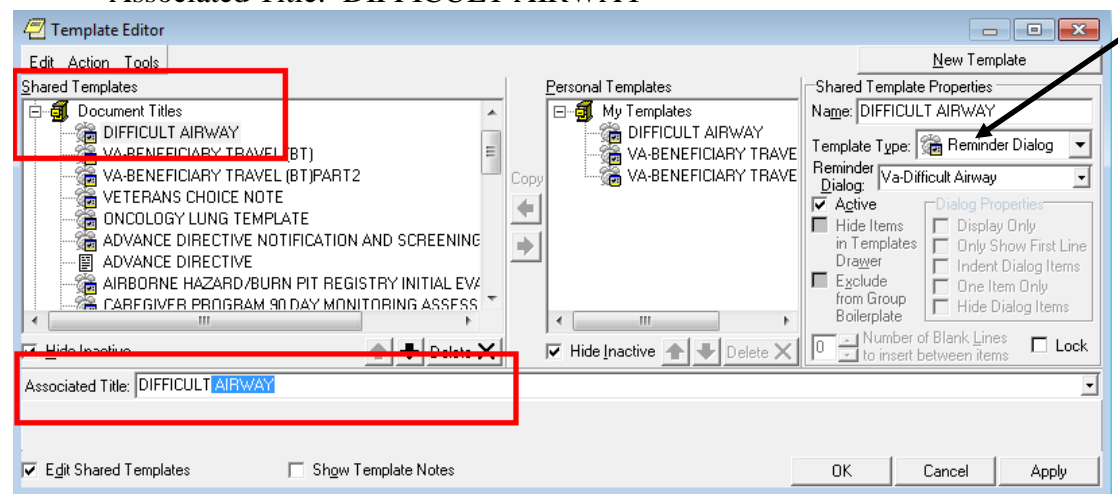 Associated Title: DIFFICULT AIRWAY
Template Editor
Edit Action Tools
New Template
Shared Templates
Document Titles
DIFFICULT AIRWAY
VA-BENEFICIARY TRAVEL (BT)
VA-BENEFICIARY TRAVEL (BT)PART2
VETERANS CHOICE NOTE
ONCOLOGY LUNG TEMPLATE
ADVANCE DIRECTIVE NOTIFICATION AND SCREENING
ADVANCE DIRECTIVE
AIRBORNE HAZARD/BURN PIT REGISTRY INITIAL EVA
CAREGIVER PROGRAM 90 DAY MONITORING ASSESS
Hide Inactive
Delete
Copy
Personal Templates
My Templates
DIFFICULT AIRWAY
VA-BENEFICIARY TRAVE
VA-BENEFICIARY TRAVE
Hide Inactive
Delete
Shared Template Properties
Name: DIFFICULT AIRWAY
Template Type: Reminder Dialog
Reminder
Dialog: Va-Difficult Airway
Active
Hide Items
in Templates
Drawer
Exclude
from Group
Boilerplate
Dialog Properties
Display Only
Only Show First Line
Indent Dialog Items
One Item Only
Hide Dialog Items
0 Number of Blank Lines
to insert between items
Lock
Associated Title: DIFFICULT AIRWAY
Edit Shared Templates
Show Template Notes
OK Cancel Apply